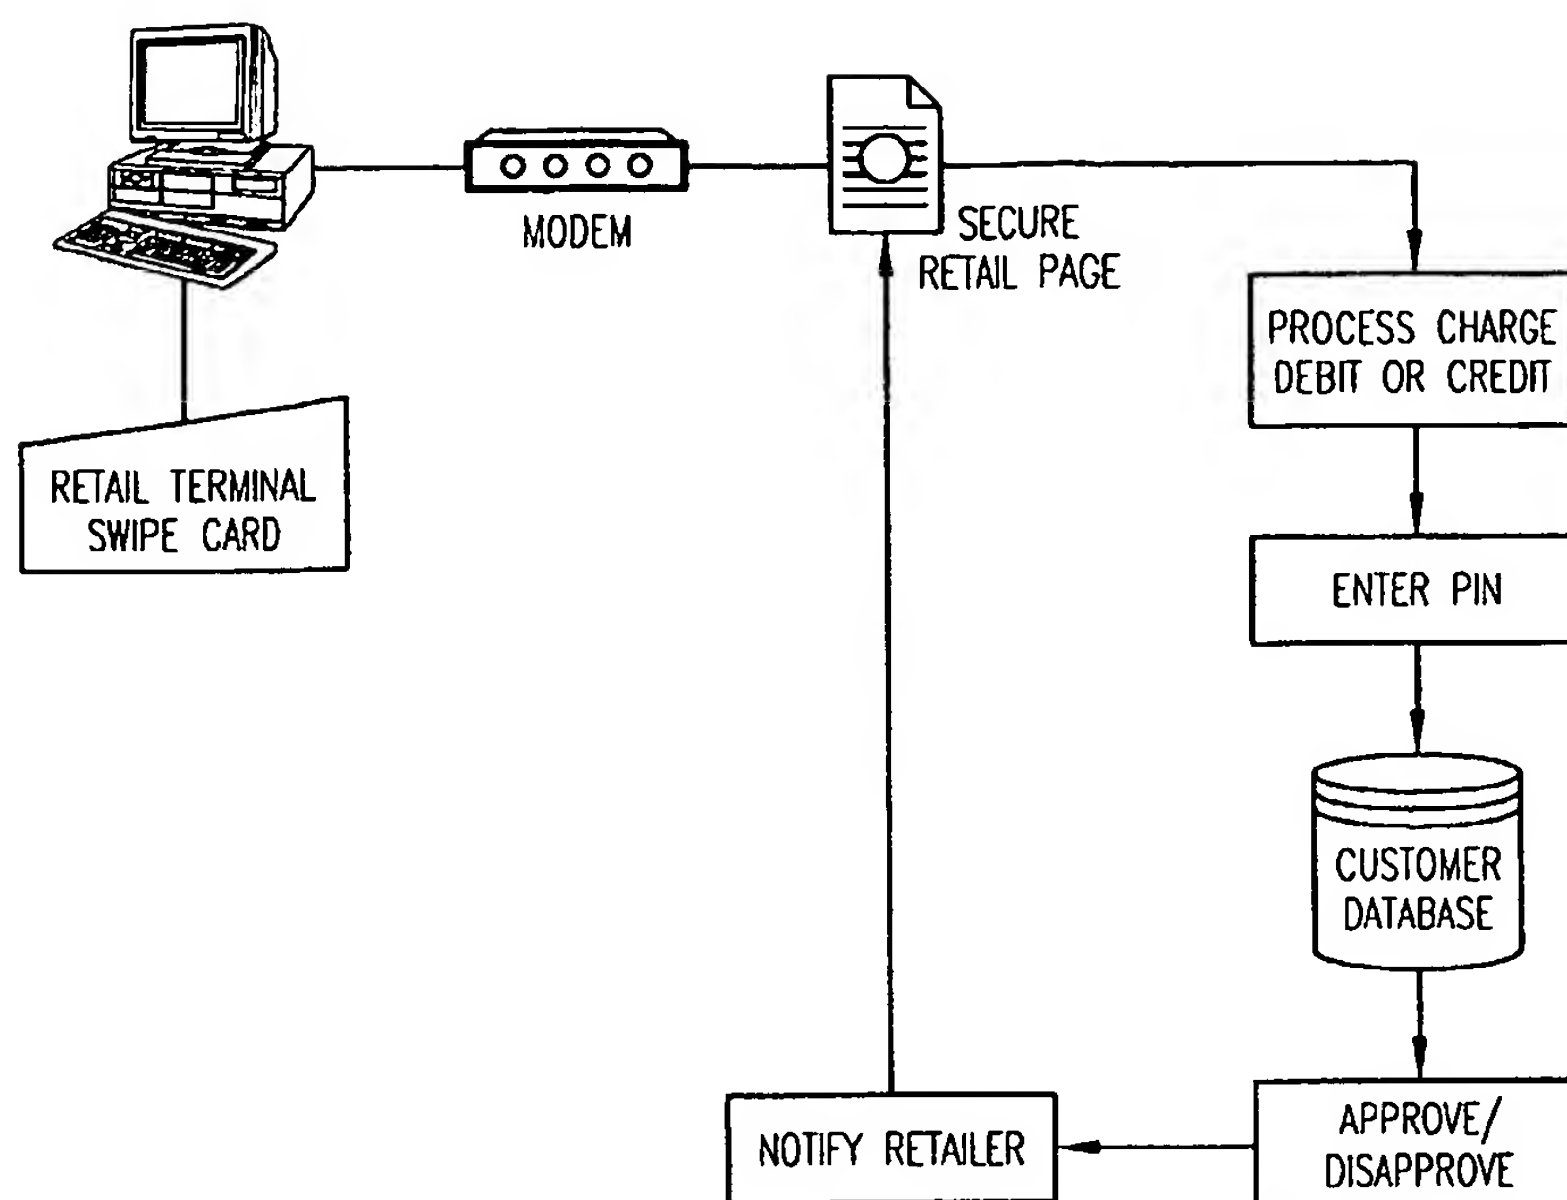 MODEM
SECURE
RETAIL PAGE
PROCESS CHARGE
DEBIT OR CREDIT
RETAIL TERMINAL
SWIPE CARD
ENTER PIN
CUSTOMER
DATABASE
NOTIFY RETAILER
APPROVE/
DISAPPROVE